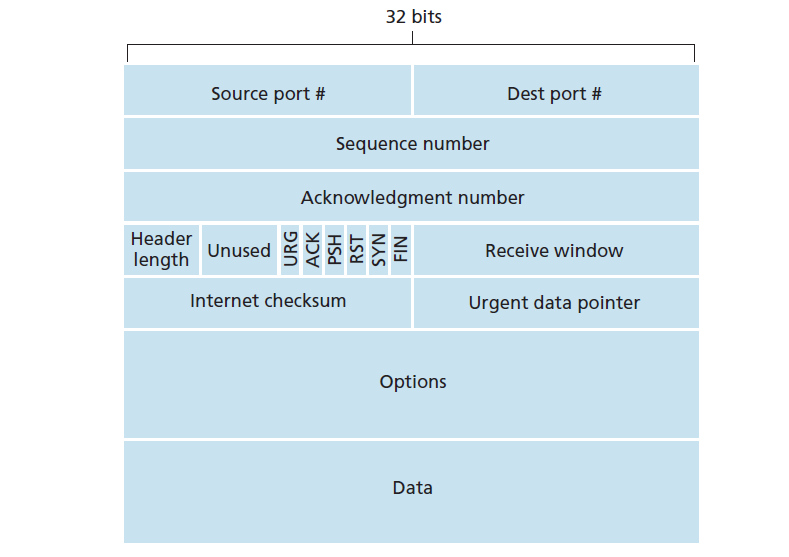 32 bits
Source port #
Dest port #
Sequence number
Acknowledgment number
Header
length
Unused
URG
ACK
PSH
RST
SYN
FIN
Receive window
Internet checksum
Urgent data pointer
Options
Data